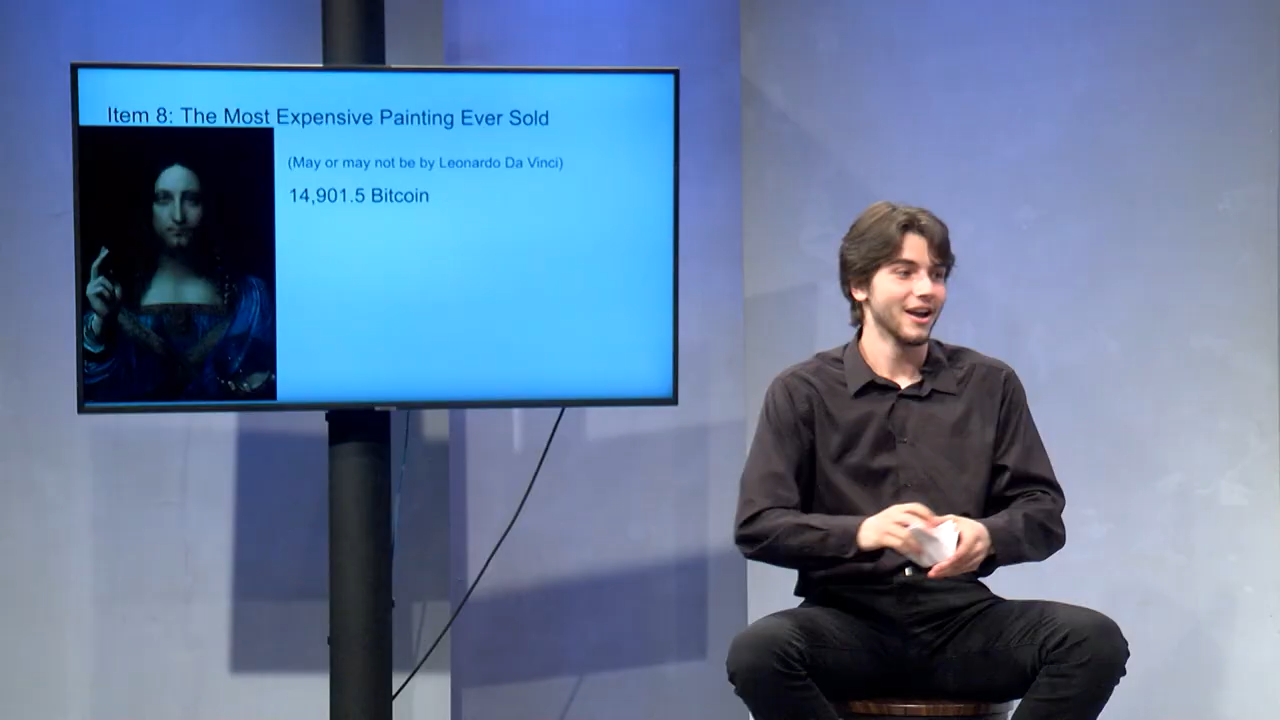 Item 8: The Most Expensive Painting Ever Sold
(May or may not be by Leonardo Da Vinci)
14,901.5 Bitcoin